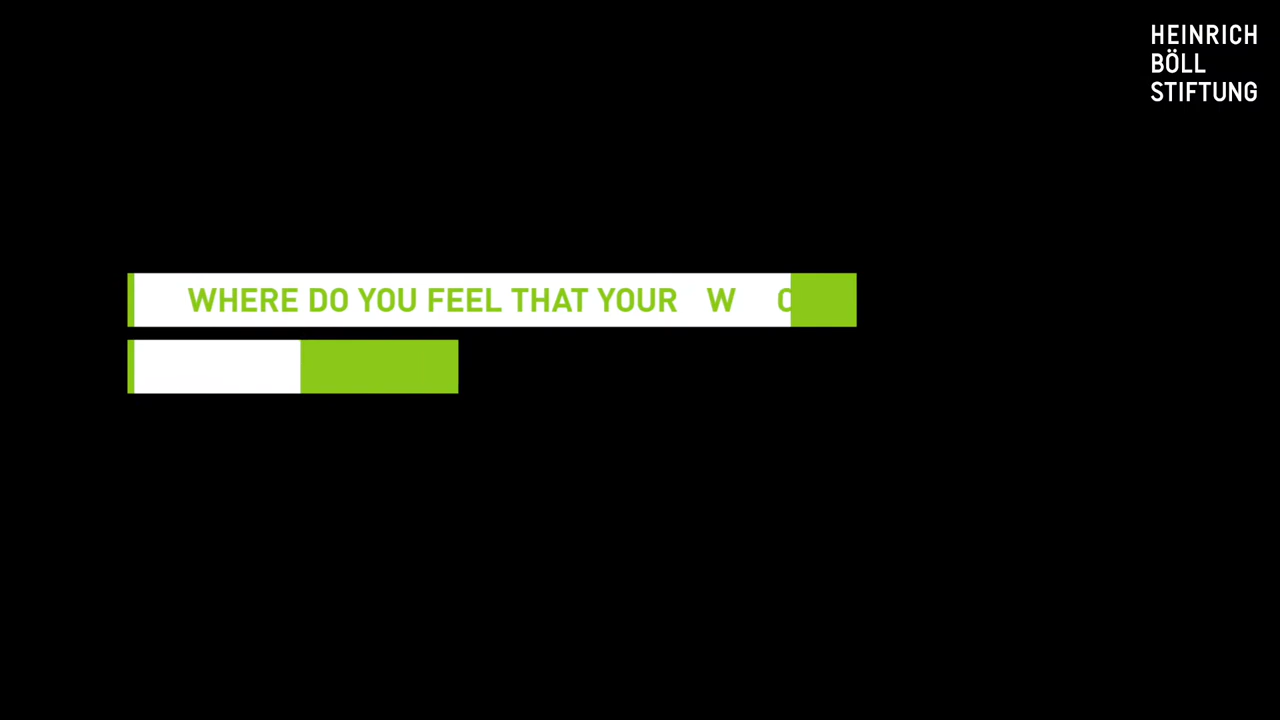 HEINRICH
BÖLL
STIFTUNG
WHERE DO YOU FEEL THAT YOUR W